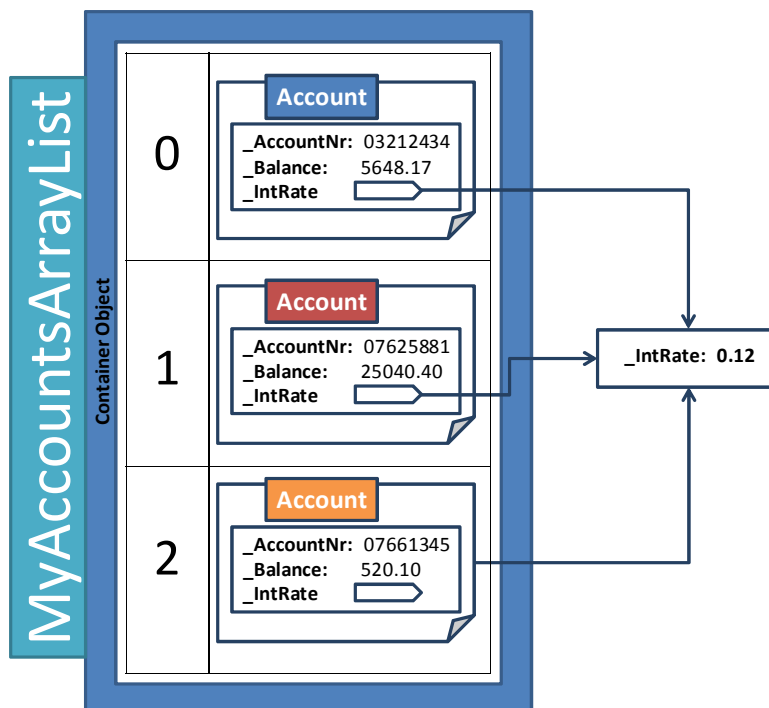 MyAccountsArrayList
Container Object
0
Account
_AccountNr: 03212434
_Balance: 5648.17
_IntRate
1
Account
_AccountNr: 07625881
_Balance: 25040.40
_IntRate
2
Account
_AccountNr: 07661345
_Balance: 520.10
_IntRate
_IntRate: 0.12